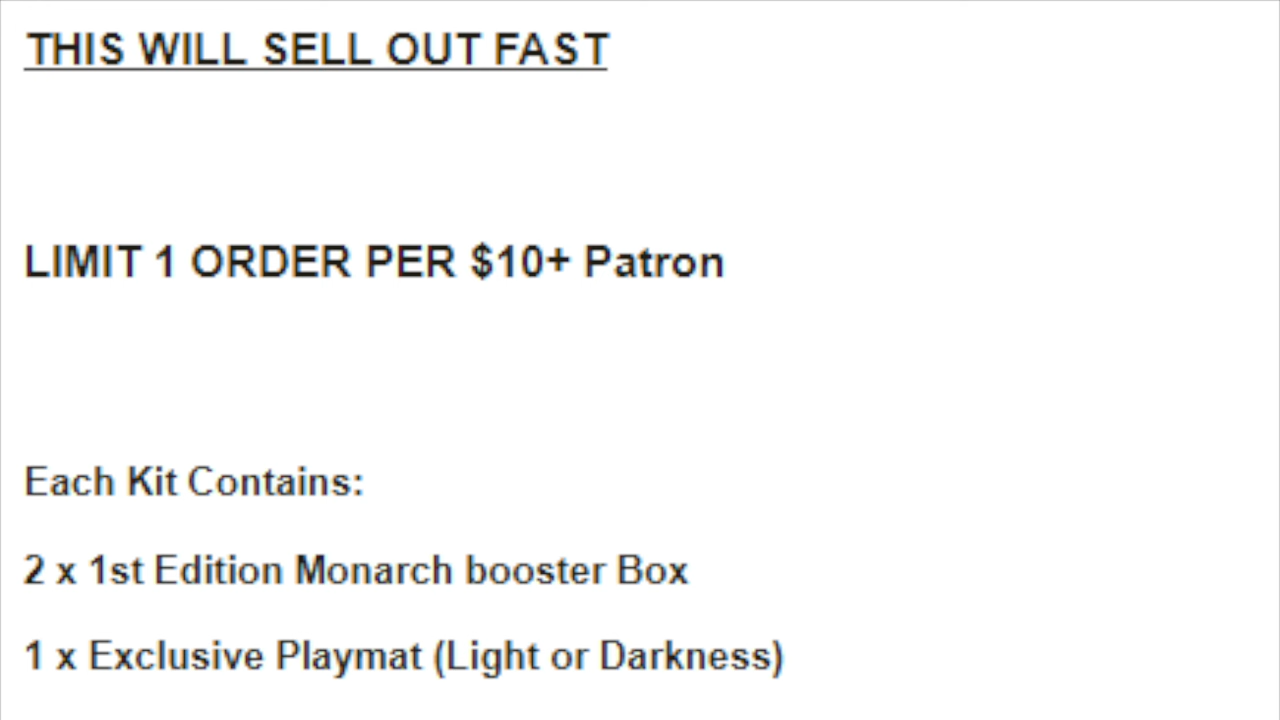 THIS WILL SELL OUT FAST
LIMIT 1 ORDER PER $10+ Patron
Each Kit Contains:
2 x 1st Edition Monarch booster Box
1 x Exclusive Playmat (Light or Darkness)